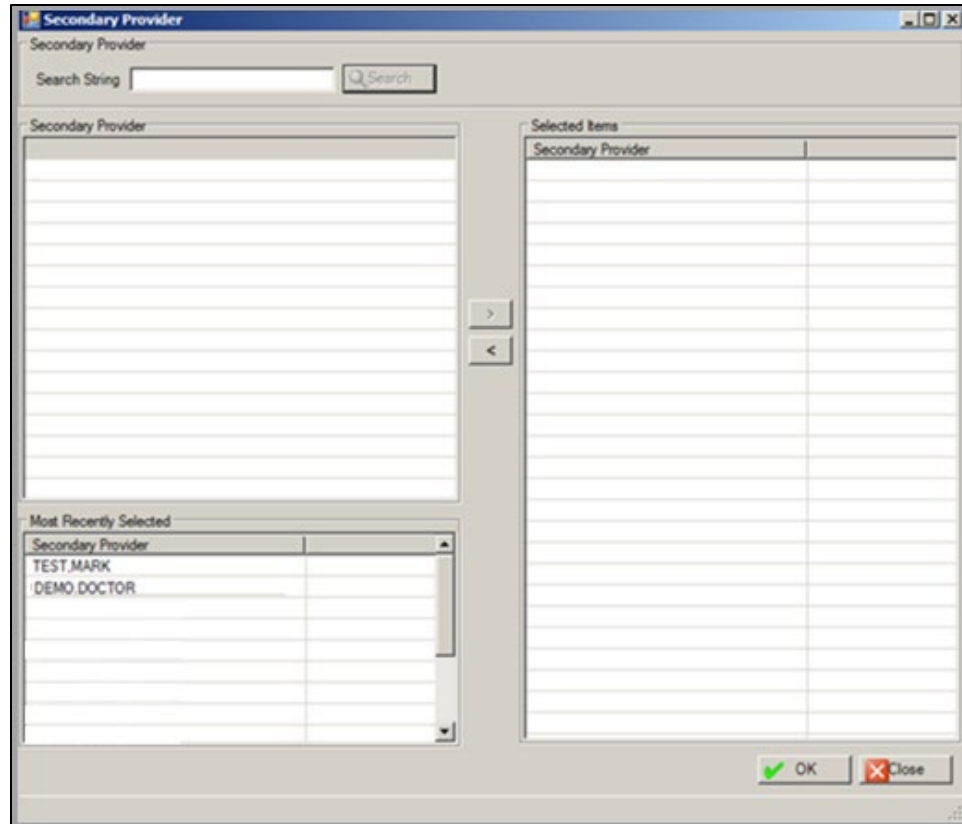 Secondary Provider
Secondary Provider
Search String
Search
Secondary Provider
Selected Items
Secondary Provider
>
<
Most Recently Selected
Secondary Provider
TEST,MARK
DEMO.DOCTOR
OK
Close